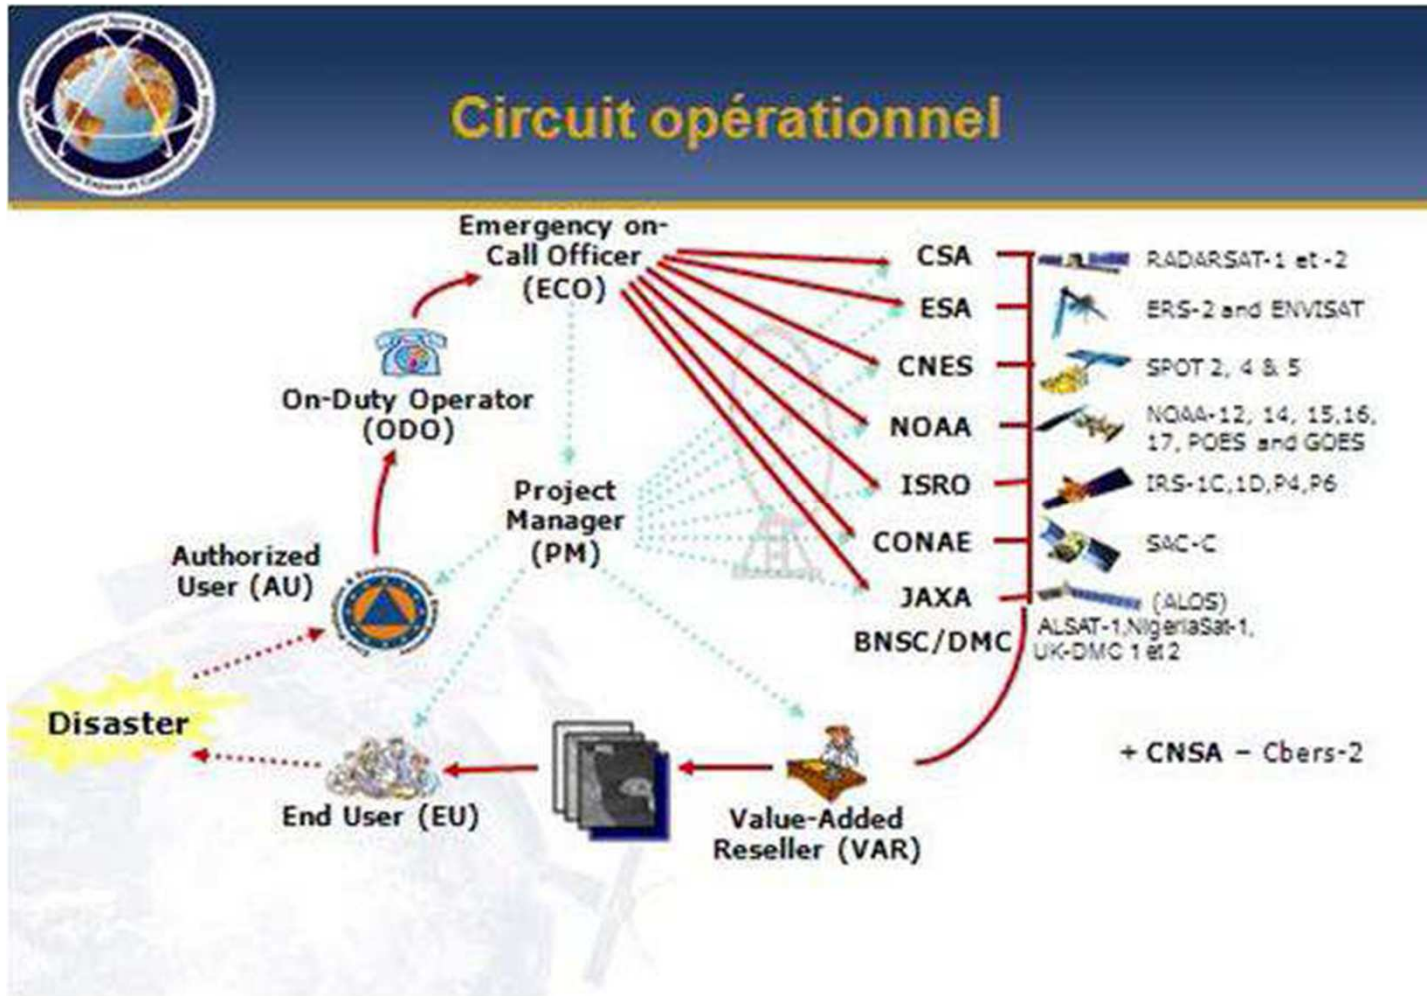 Circuit opérationnel
Emergency on-
Call Officer
(ECO)
On-Duty Operator
(ODO)
Authorized
User (AU)
Disaster
Project
Manager
(PM)
CSA
ESA
CNES
NOAA
ISRO
CONAE
JAXA
BNSC/DMC
RADARSAT-1 et -2
ERS-2 and ENVISAT
SPOT 2, 4 & 5
NOAA-12, 14, 15,16,
17, POES and GOES
IRS-1C,1D,P4,P6
SAC-C
(ALOS)
ALSAT-1,NigeriaSat-1,
UK-DMC 1 et 2
+ CNSA – Cbers-2
End User (EU)
Value-Added
Reseller (VAR)